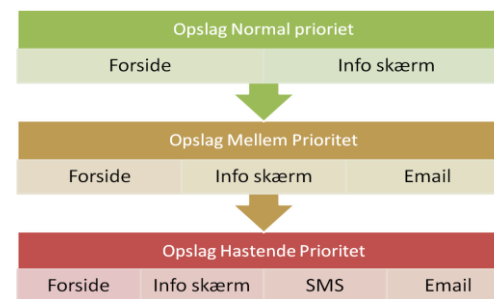 Opslag Normal prioriet
Forside Info skærm
Opslag Mellem Prioritet
Forside Info skærm Email
Opslag Hastende Prioritet
Forside Info skærm SMS Email